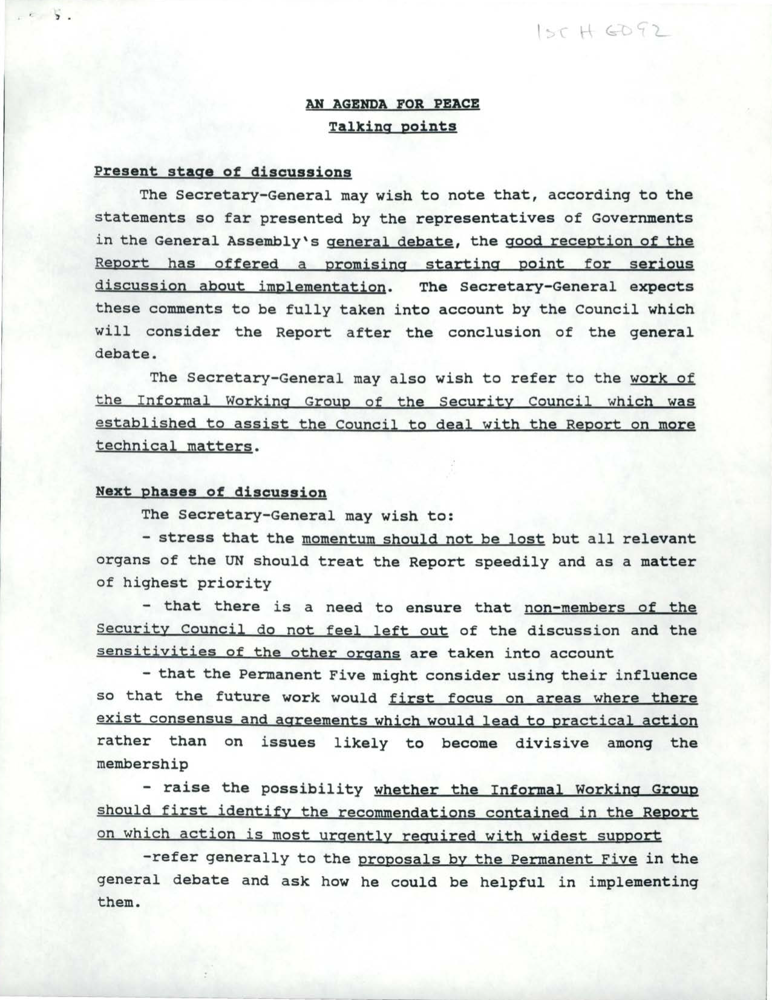 5.
AN AGENDA FOR PEACE
Talking points
Present stage of discussions
The Secretary-General may wish to note that, according to the
statements so far presented by the representatives of Governments
in the General Assembly's general debate, the good reception of the
Report has offered a promising starting point for serious
discussion about implementation. The Secretary-General expects
these comments to be fully taken into account by the Council which
will consider the Report after the conclusion of the general
debate.
The Secretary-General may also wish to refer to the work of
the Informal Working Group of the Security Council which was
established to assist the Council to deal with the Report on more
technical matters.
Next phases of discussion
The Secretary-General may wish to:
- stress that the momentum should not be lost but all relevant
organs of the UN should treat the Report speedily and as a matter
of highest priority
- that there is a need to ensure that non-members of the
Security Council do not feel left out of the discussion and the
sensitivities of the other organs are taken into account
- that the Permanent Five might consider using their influence
so that the future work would first focus on areas where there
exist consensus and agreements which would lead to practical action
rather than on issues likely to become divisive among the
membership
- raise the possibility whether the Informal Working Group
should first identify the recommendations contained in the Report
on which action is most urgently required with widest support
-refer generally to the proposals by the Permanent Five in the
general debate and ask how he could be helpful in implementing
them.